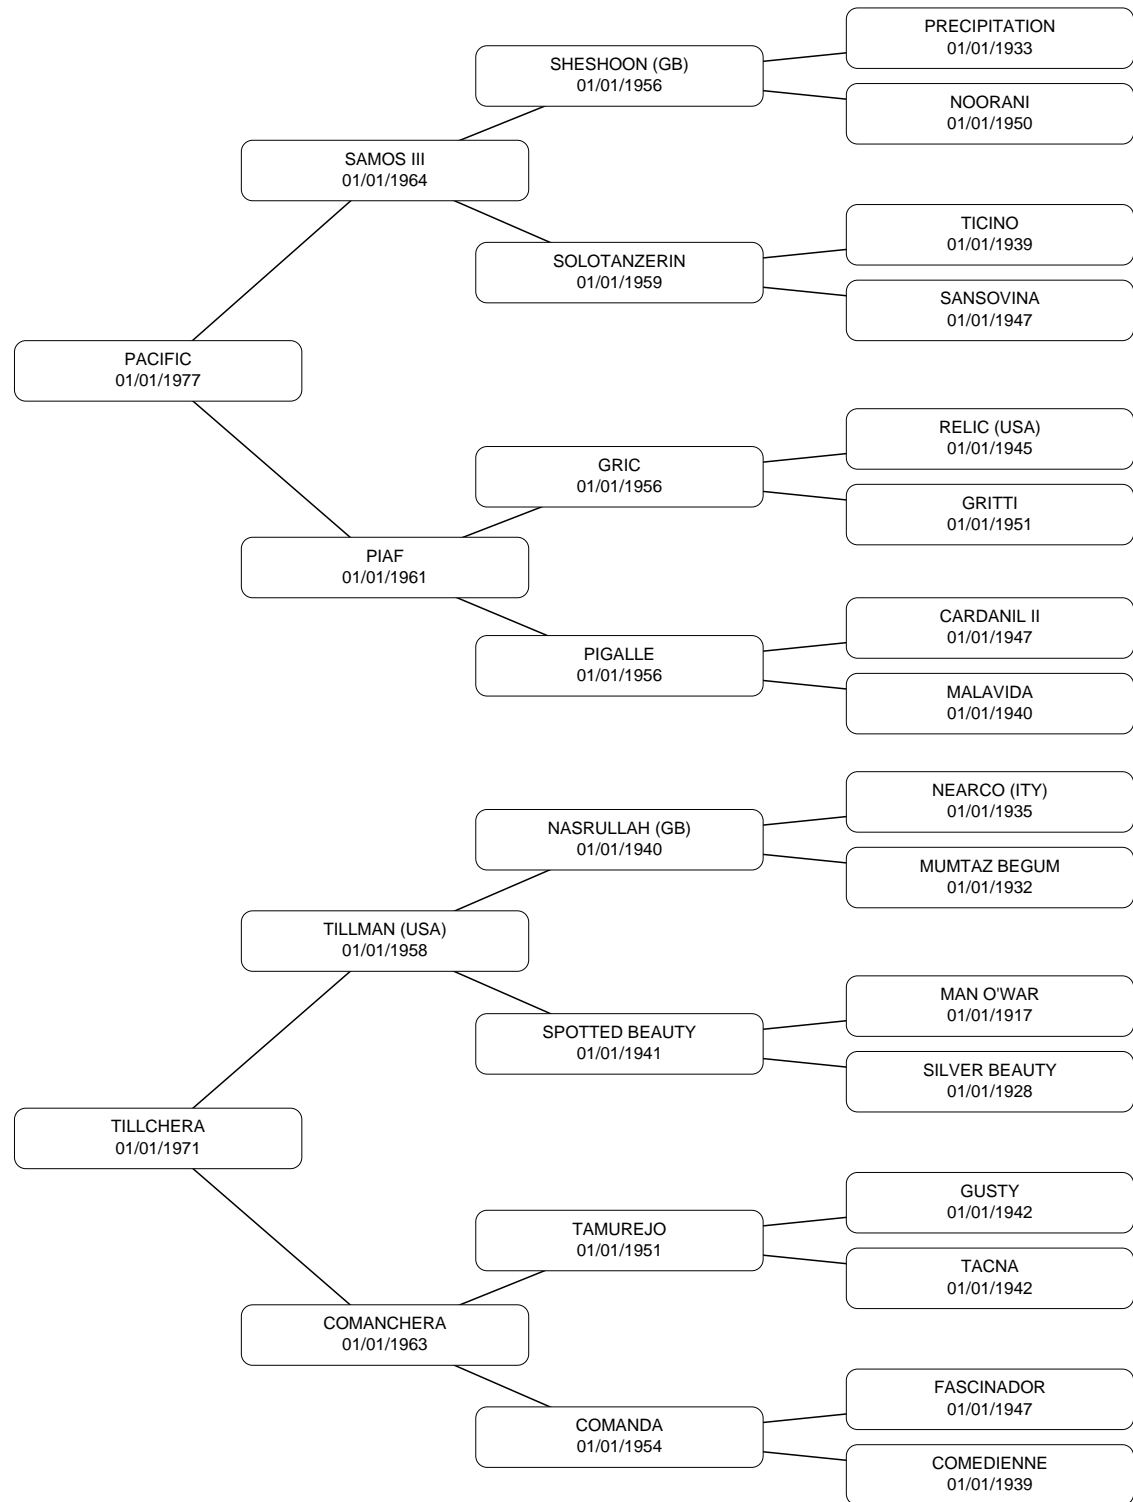 PRECIPITATION
01/01/1933
SHESHOON (GB)
01/01/1956
NOORANI
01/01/1950
SAMOS III
01/01/1964
TICINO
01/01/1939
SOLOTANZERIN
01/01/1959
SANSOVINA
01/01/1947
PACIFIC
01/01/1977
RELIC (USA)
01/01/1945
GRIC
01/01/1956
GRITTI
01/01/1951
PIAF
01/01/1961
CARDANIL II
01/01/1947
PIGALLE
01/01/1956
MALAVIDA
01/01/1940
NEARCO (ITY)
01/01/1935
NASRULLAH (GB)
01/01/1940
MUMTAZ BEGUM
01/01/1932
TILLMAN (USA)
01/01/1958
MAN O'WAR
01/01/1917
SPOTTED BEAUTY
01/01/1941
SILVER BEAUTY
01/01/1928
TILLCHERA
01/01/1971
GUSTY
01/01/1942
TAMUREJO
01/01/1951
TACNA
01/01/1942
COMANCHERA
01/01/1963
FASCINADOR
01/01/1947
COMANDA
01/01/1954
COMEDIENNE
01/01/1939